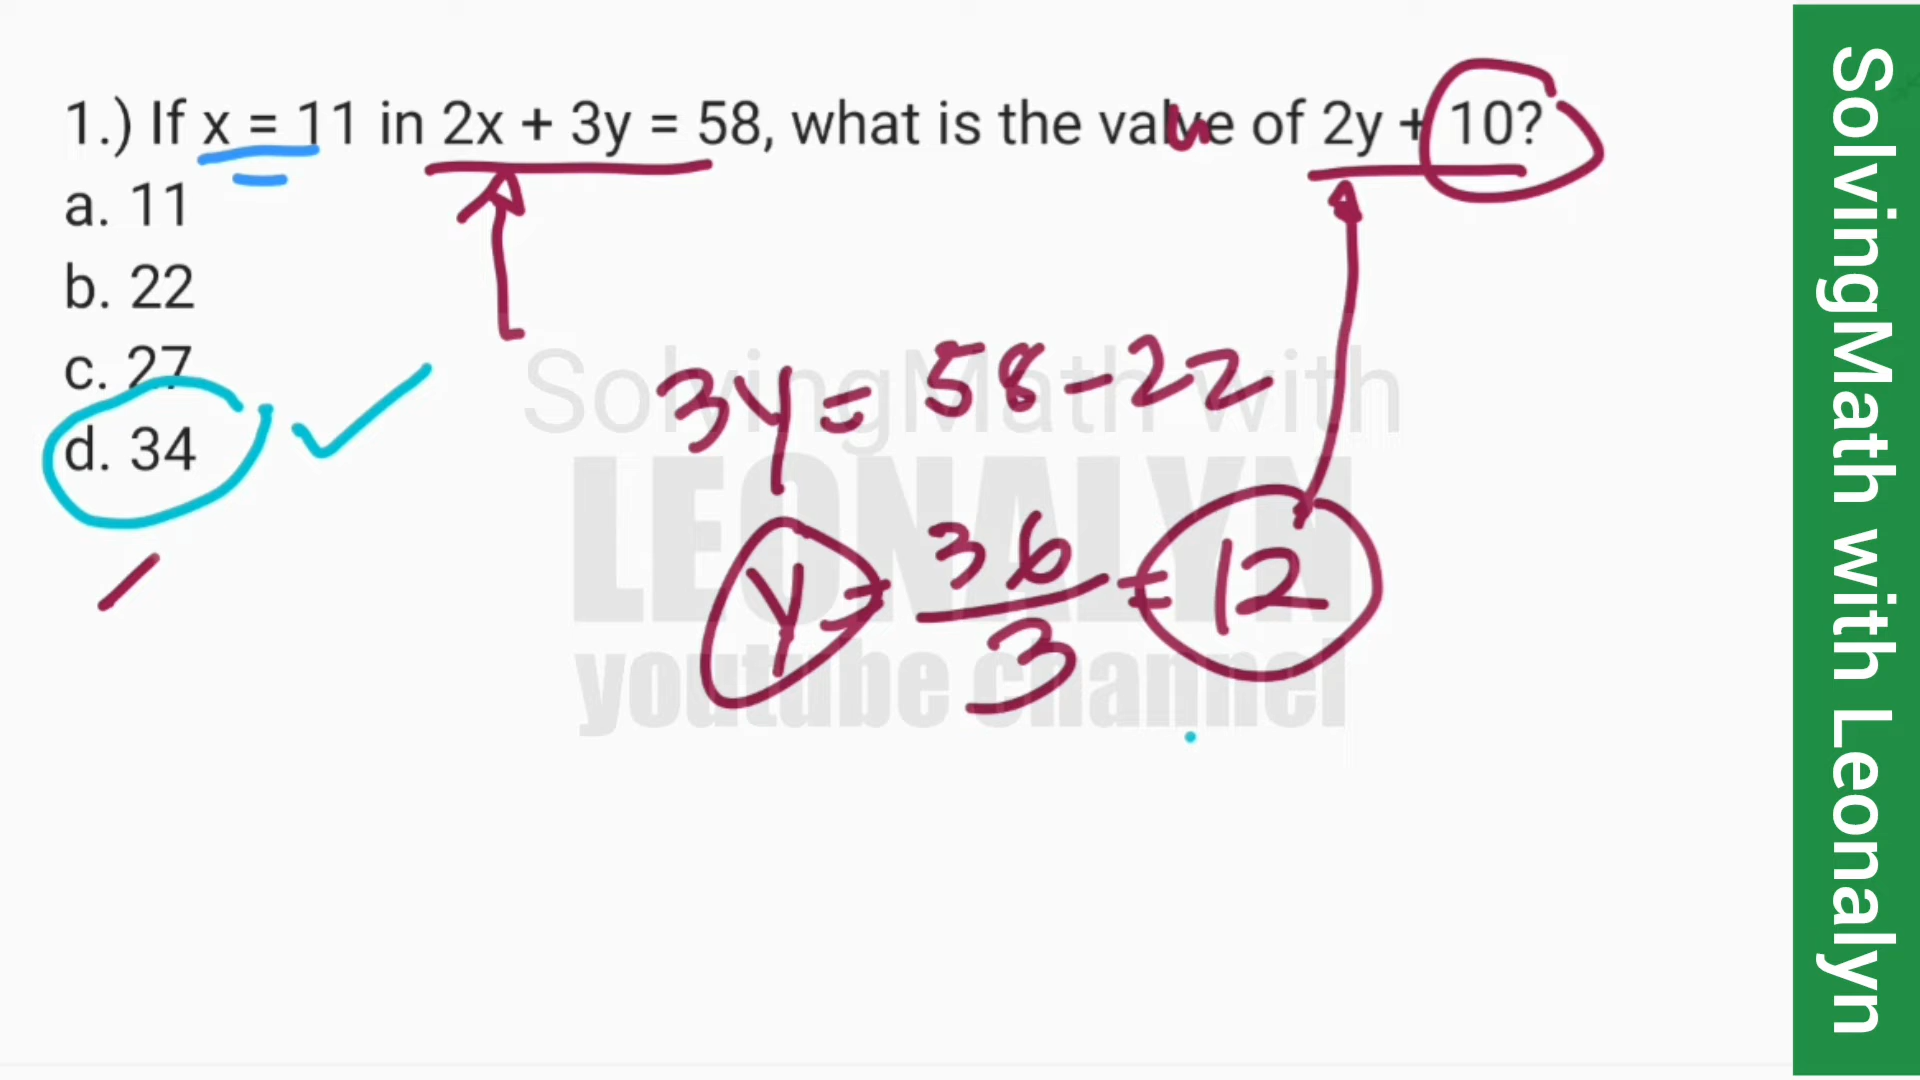 1.) If x = 11 in 2x + 3y = 58, what is the value of 2y + 10?
a. 11
b. 22
c. 27
d. 34
3y = 58 - 22
y = 36/3 = 12
SolvingMath with
LEONALYN
youtube channel
SolvingMath with Leonalyn